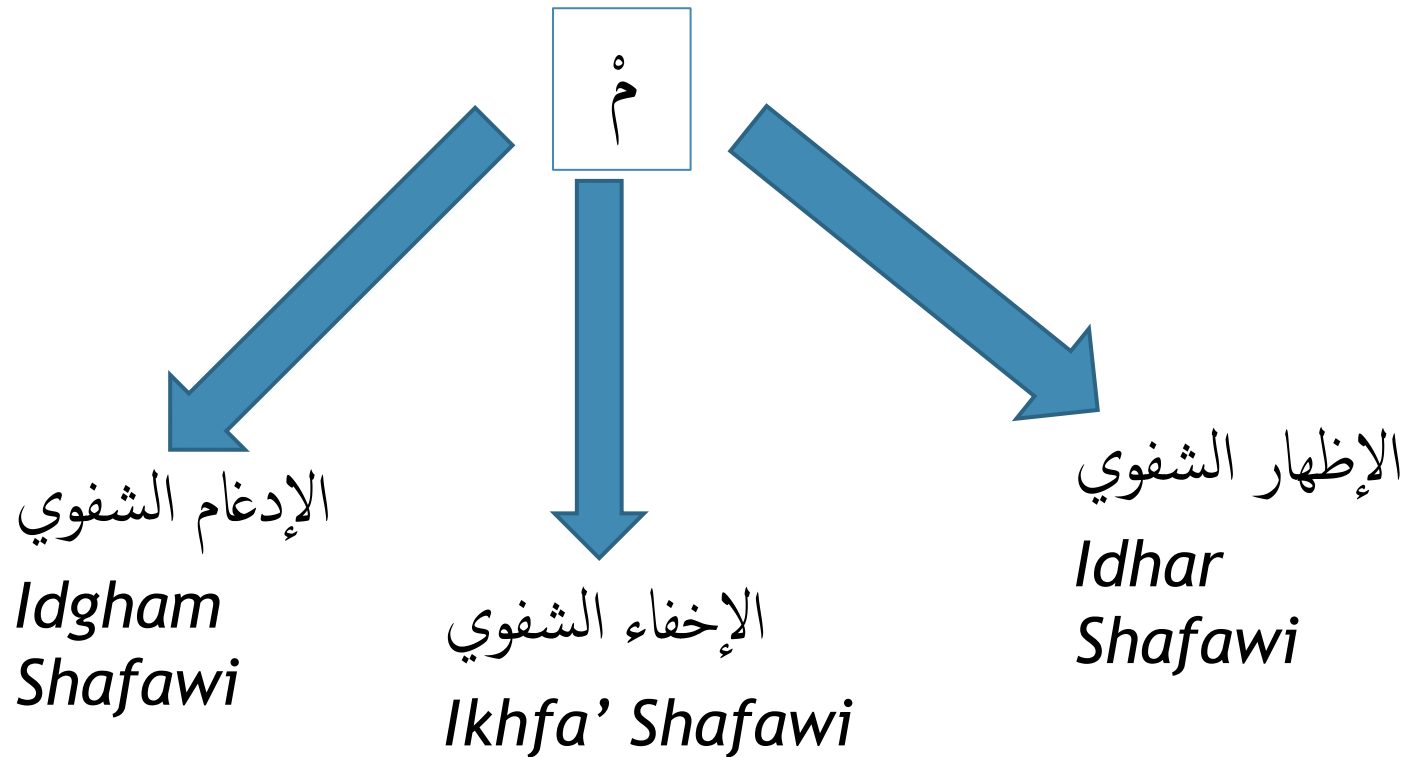 مْ
الإدغام الشفوي
Idgham
Shafawi
الإخفاء الشفوي
Ikhfa’ Shafawi
الإظهار الشفوي
Idhar
Shafawi